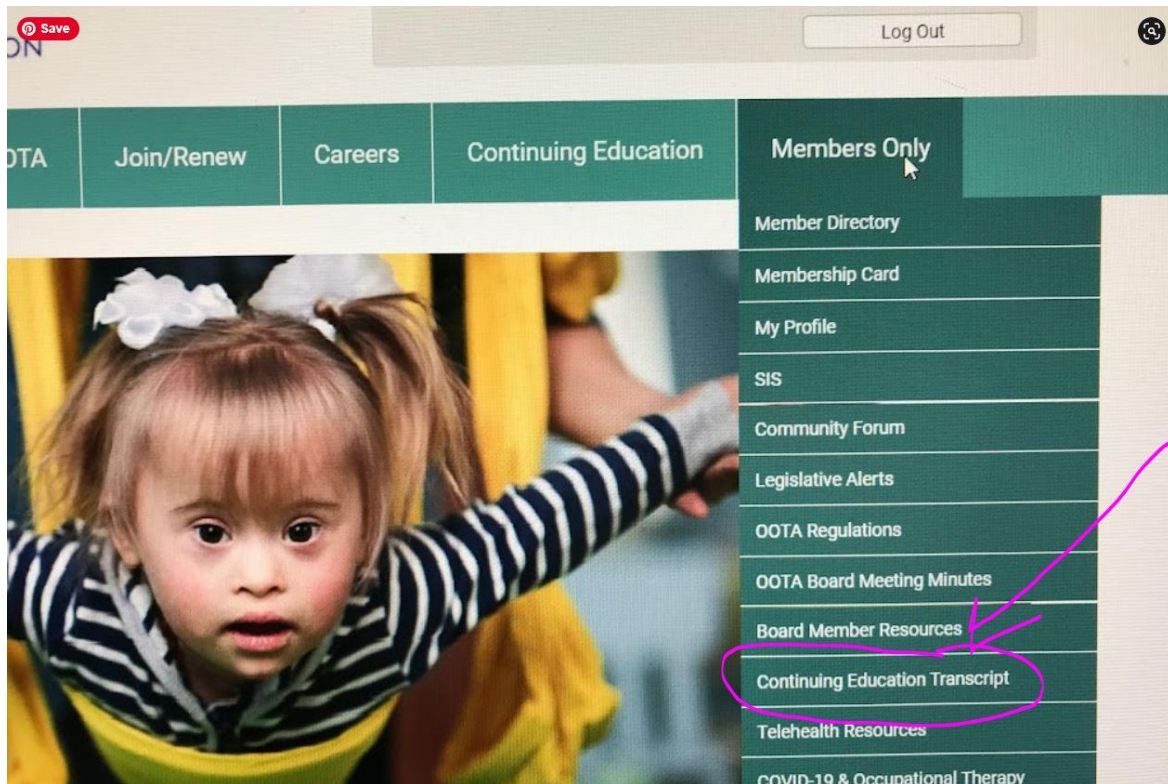 Save
ON
Log Out
OTA
Join/Renew
Careers
Continuing Education
Members Only
Member Directory
Membership Card
My Profile
SIS
Community Forum
Legislative Alerts
OOTA Regulations
OOTA Board Meeting Minutes
Board Member Resources
Continuing Education Transcript
Telehealth Resources
COVID-19 & Occupational Therapy